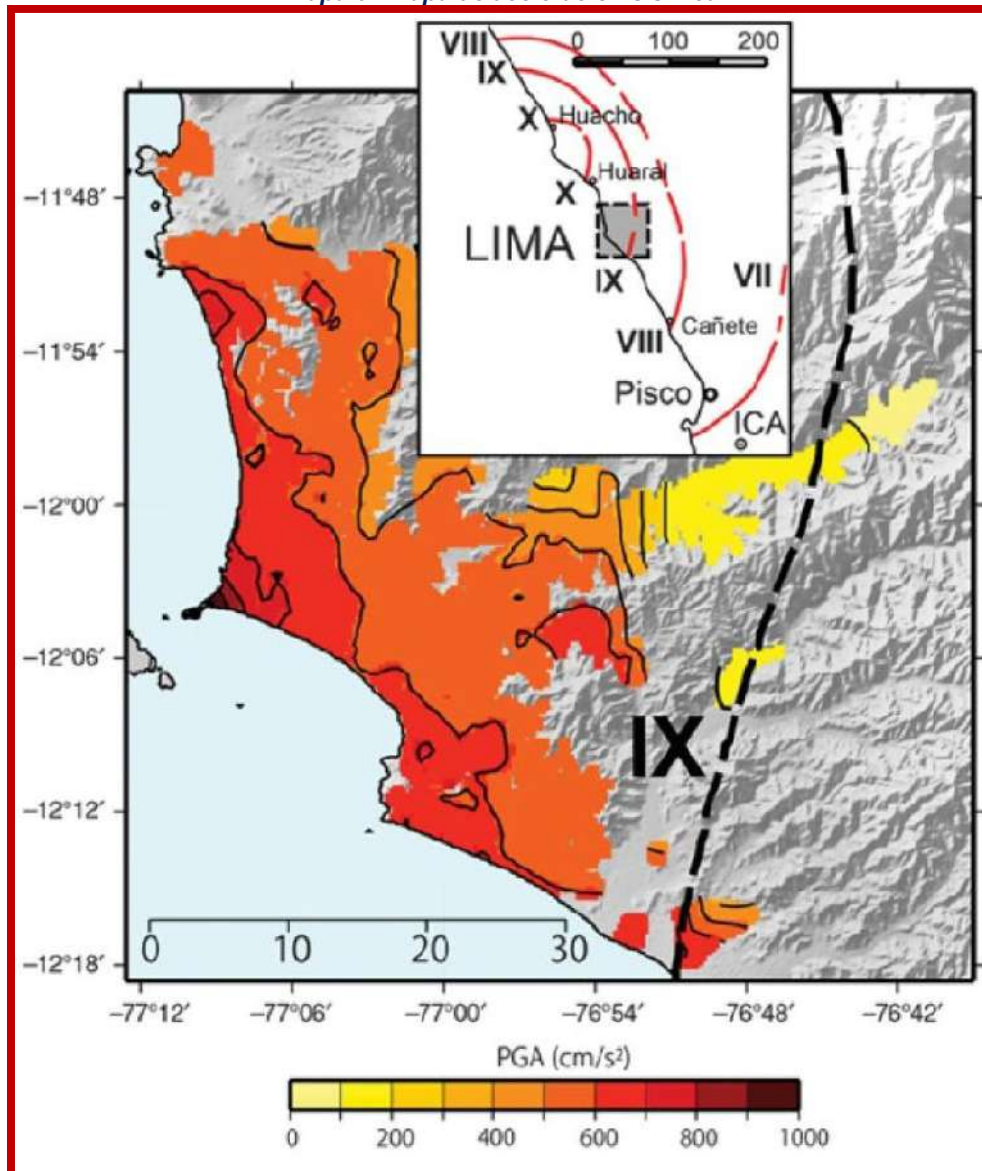 VIII
0 100 200
IX
X
Huacho
Huaral
X
LIMA
IX
VII
Cañete
VIII
Pisco
ICA
−11°48′
−11°54′
−12°00′
−12°06′
IX
−12°12′
0 10 20 30
−12°18′
−77°12′ −77°06′ −77°00′ −76°54′ −76°48′ −76°42′
PGA (cm/s²)
0 200 400 600 800 1000